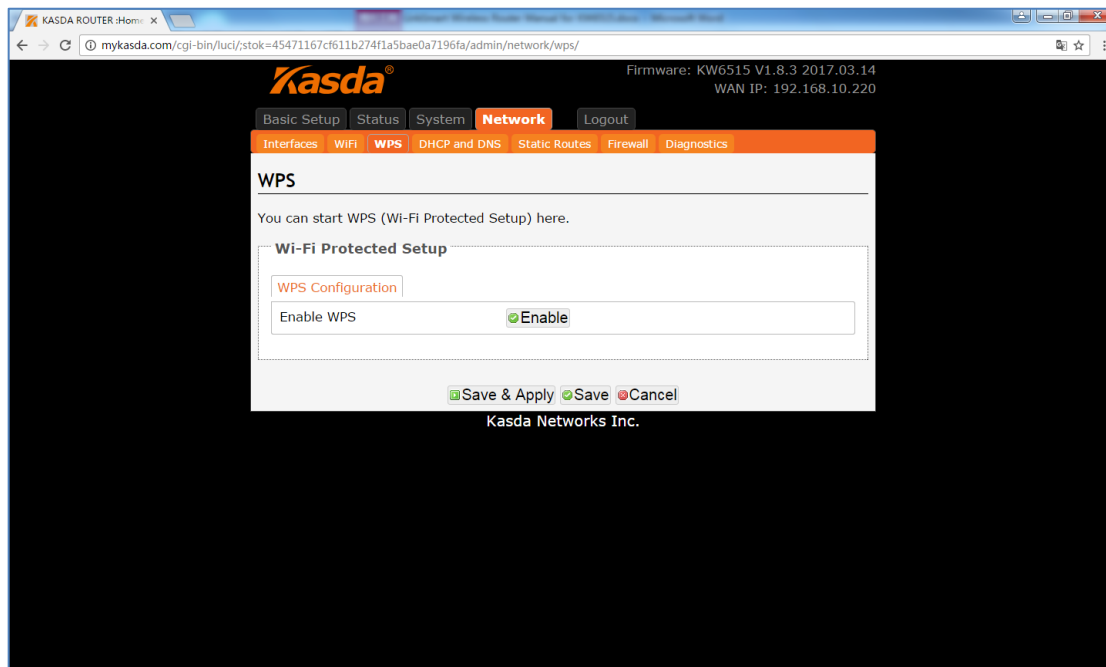 KASDA ROUTER :Home
mykasda.com/cgi-bin/luci/;stok=45471167cf611b274f1a5bae0a7196fa/admin/network/wps/
Kasda®
Firmware: KW6515 V1.8.3 2017.03.14
WAN IP: 192.168.10.220
Basic Setup Status System Network Logout
Interfaces WiFi WPS DHCP and DNS Static Routes Firewall Diagnostics
WPS
You can start WPS (Wi-Fi Protected Setup) here.
Wi-Fi Protected Setup
WPS Configuration
Enable WPS Enable
Save & Apply Save Cancel
Kasda Networks Inc.